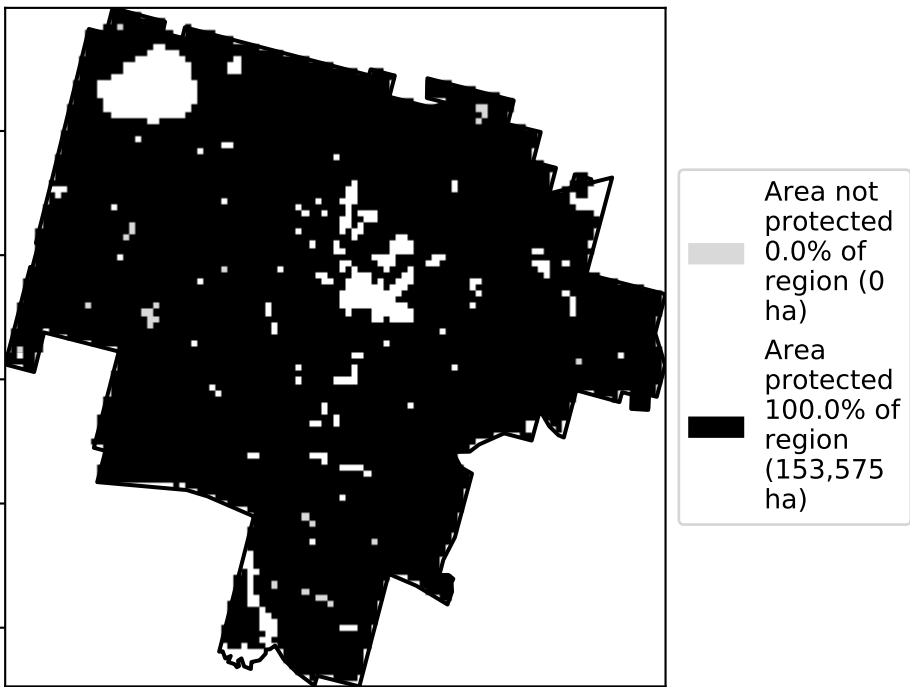 Area not
protected
0.0% of
region (0
ha)
Area
protected
100.0% of
region
(153,575
ha)